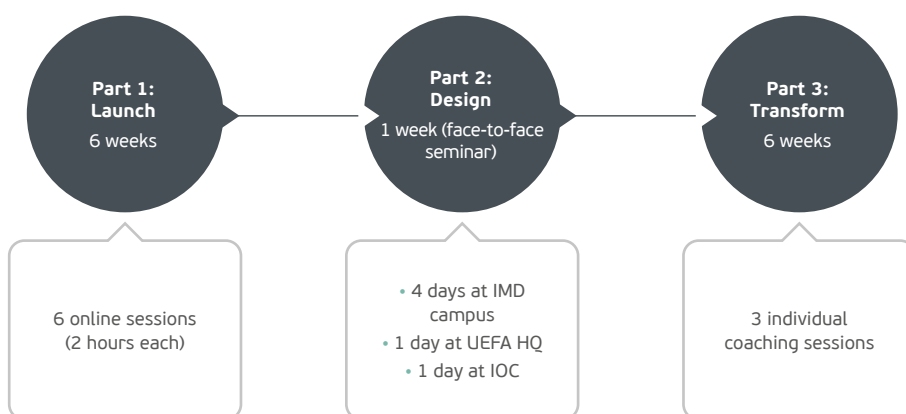 Part 1:
Launch
6 weeks
Part 2:
Design
1 week (face-to-face
seminar)
Part 3:
Transform
6 weeks
6 online sessions
(2 hours each)
• 4 days at IMD
campus
• 1 day at UEFA HQ
• 1 day at IOC
3 individual
coaching sessions